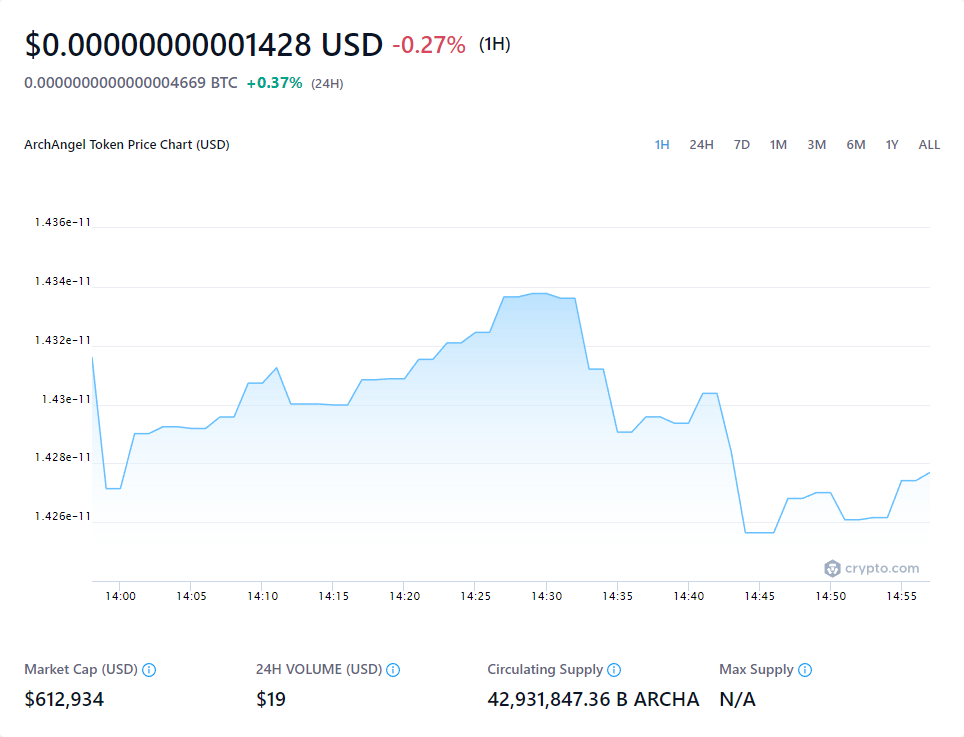 $0.00000000001428 USD -0.27% (1H)
0.0000000000000004669 BTC +0.37% (24H)
ArchAngel Token Price Chart (USD) 1H 24H 7D 1M 3M 6M 1Y ALL
1.436e-11
1.434e-11
1.432e-11
1.43e-11
1.428e-11
1.426e-11
crypto.com
14:00 14:05 14:10 14:15 14:20 14:25 14:30 14:35 14:40 14:45 14:50 14:55
Market Cap (USD) 24H VOLUME (USD) Circulating Supply Max Supply
$612,934 $19 42,931,847.36 B ARCHA N/A